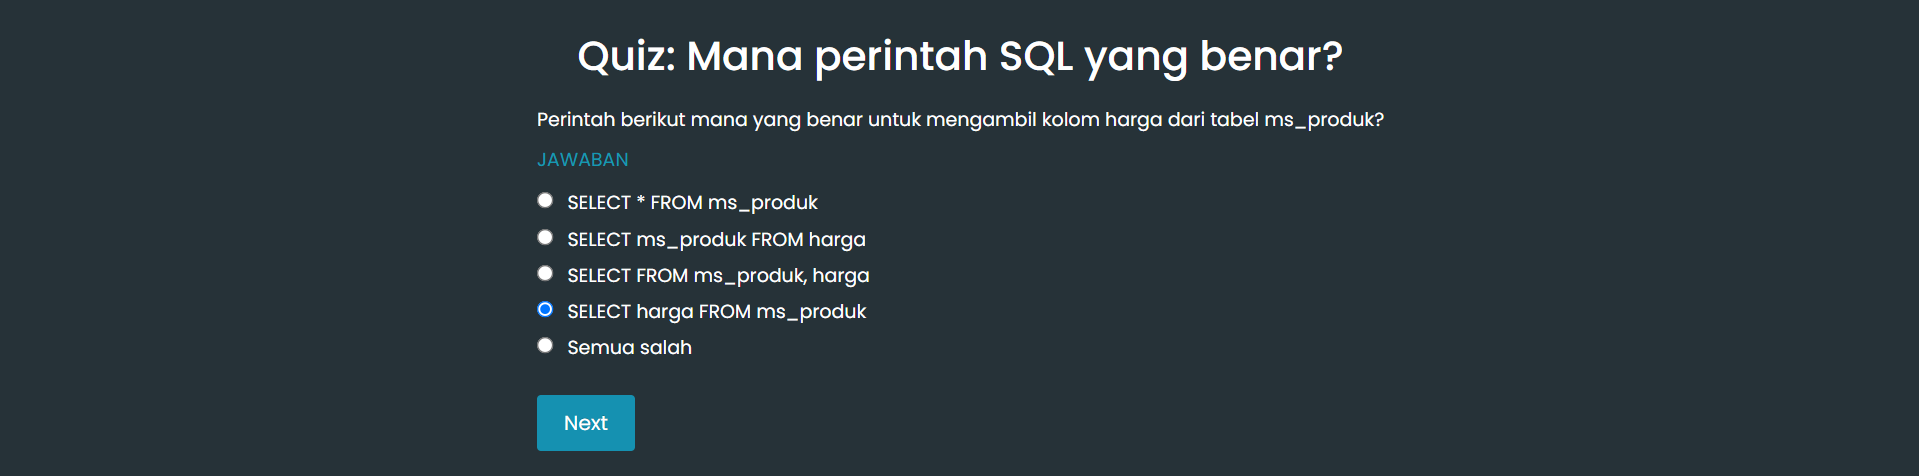 Quiz: Mana perintah SQL yang benar?
Perintah berikut mana yang benar untuk mengambil kolom harga dari tabel ms_produk?
JAWABAN
SELECT * FROM ms_produk
SELECT ms_produk FROM harga
SELECT FROM ms_produk, harga
SELECT harga FROM ms_produk
Semua salah
Next